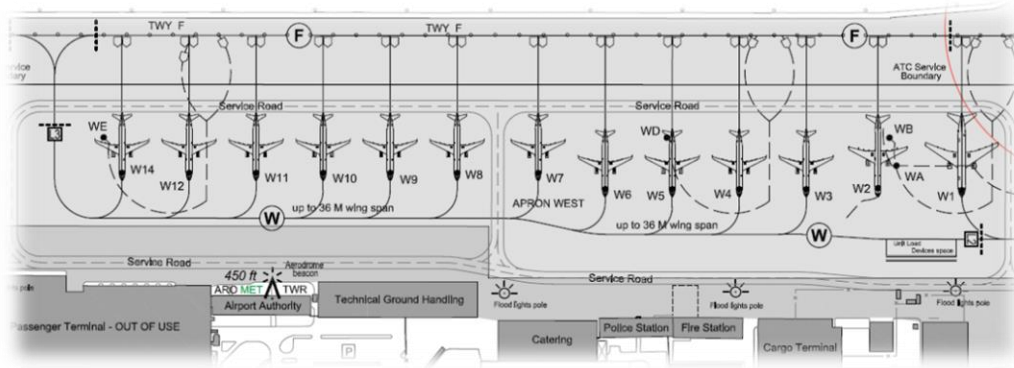 TWY F
F
TWY F
F
ATC Service
Boundary
Service Road
Service Road
WE
WD
WB
WA
W14
W12
W11
W10
W9
W8
W7
W6
W5
W4
W3
W2
W1
APRON WEST
up to 36 M wing span
W
up to 36 M wing span
W
Unit Load
Devices space
Service Road
450 ft
Aerodrome
beacon
Service Road
ARO MET TWR
Airport Authority
Technical Ground Handling
Flood lights pole
Flood lights pole
Flood lights pole
Passenger Terminal - OUT OF USE
P
Catering
Police Station
Fire Station
Cargo Terminal